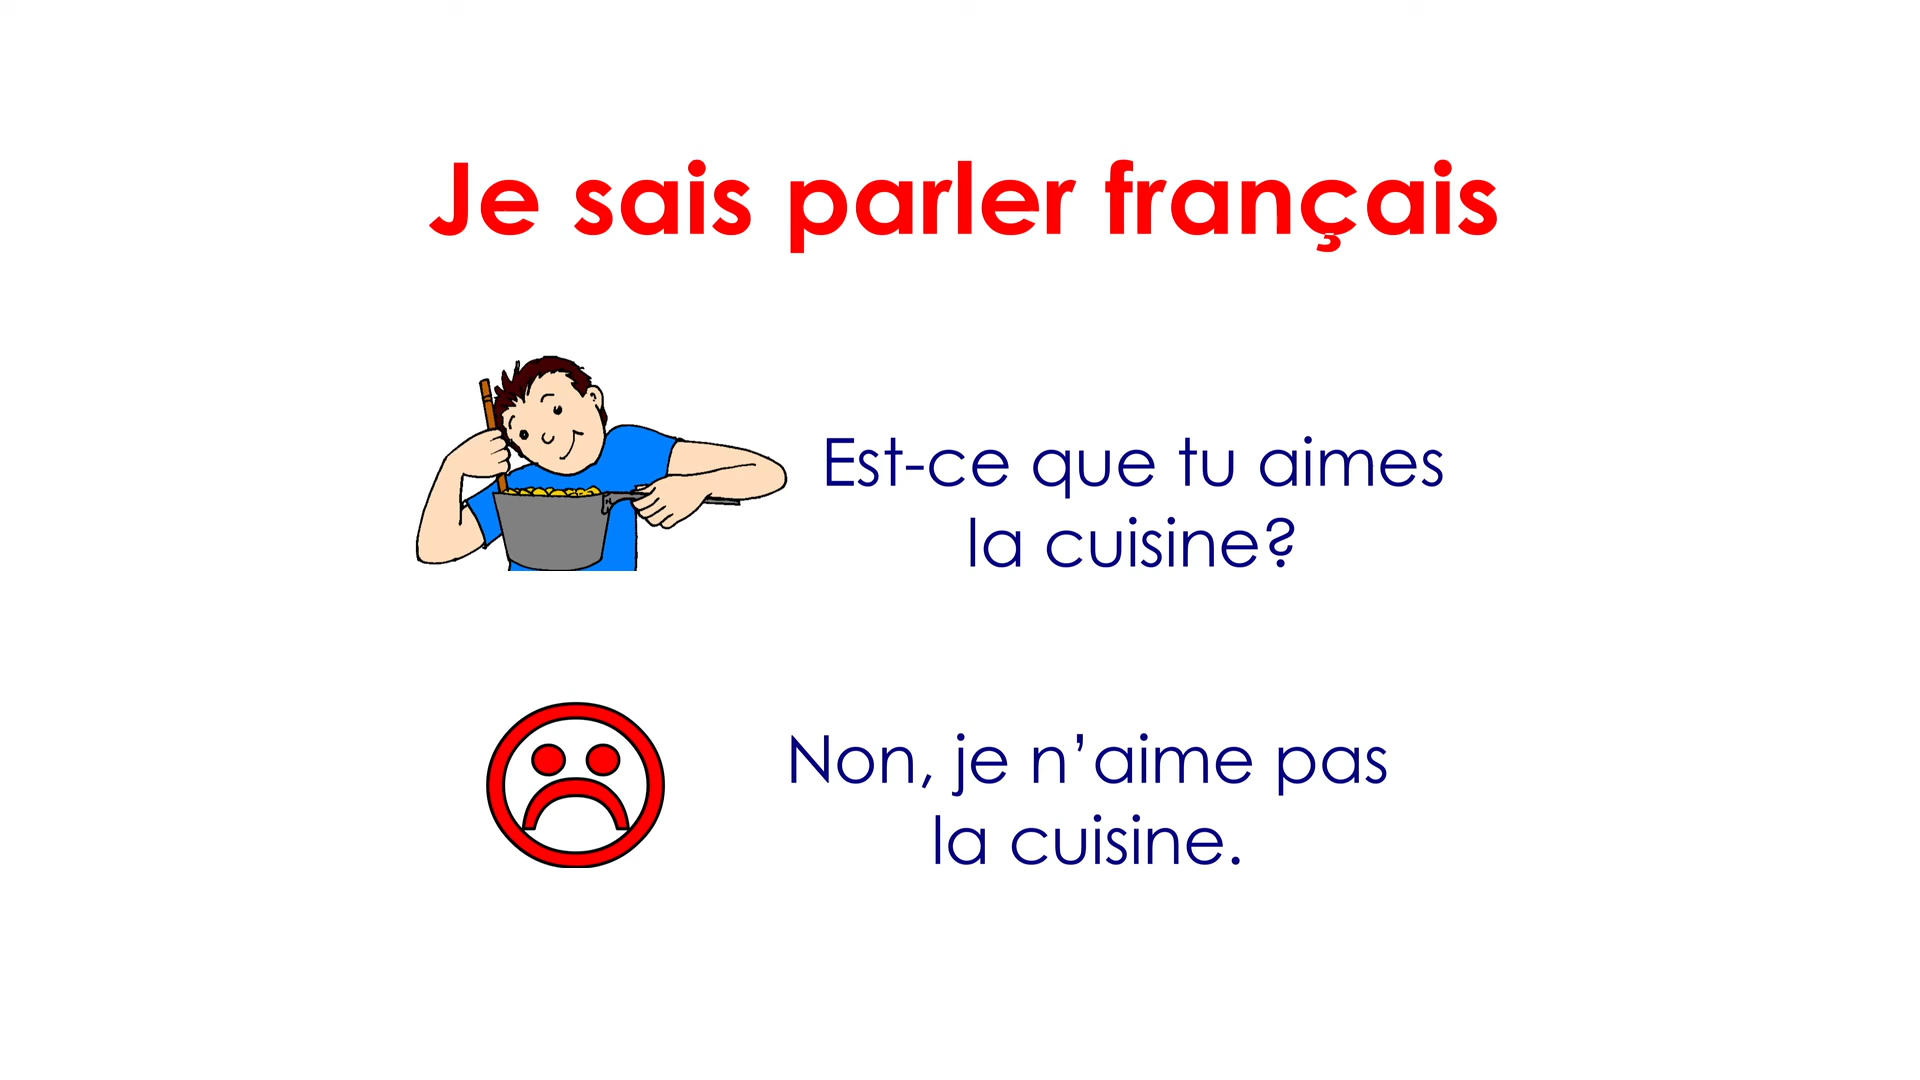 Je sais parler français
Est-ce que tu aimes
la cuisine?
Non, je n’aime pas
la cuisine.